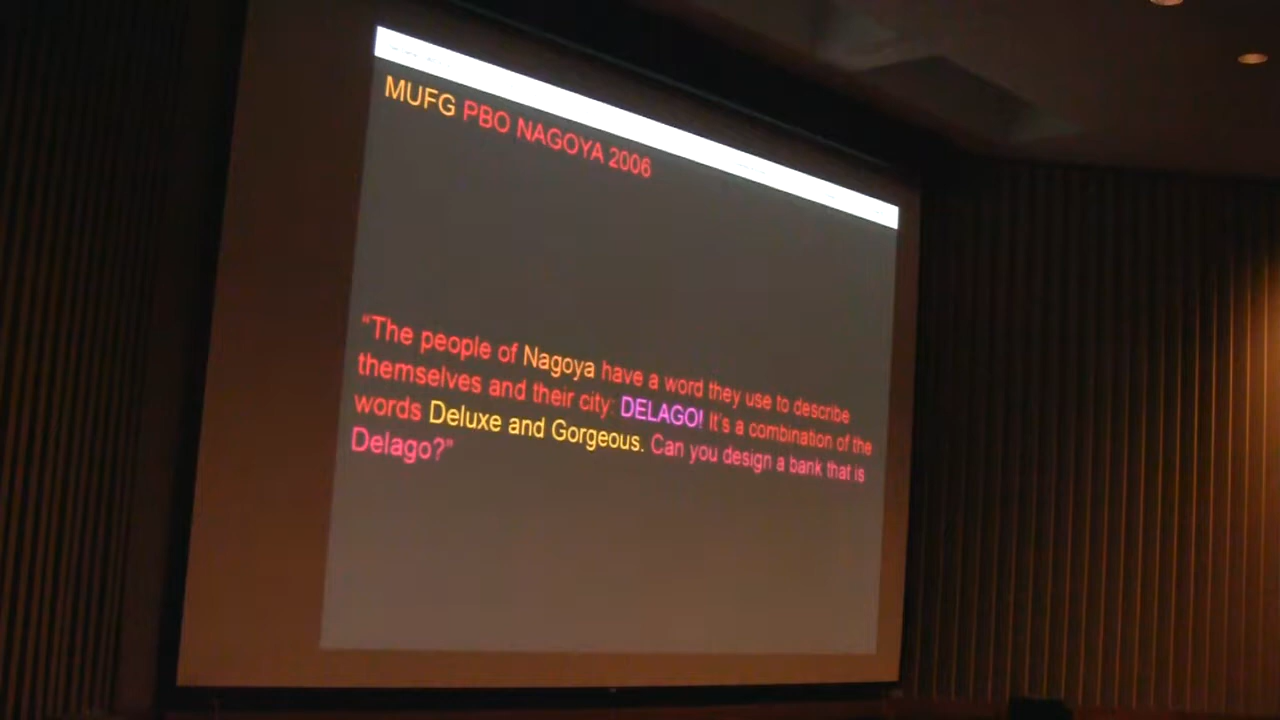 MUFG PBO NAGOYA 2006
“The people of Nagoya have a word they use to describe
themselves and their city: DELAGO! It's a combination of the
words Deluxe and Gorgeous. Can you design a bank that is
Delago?”